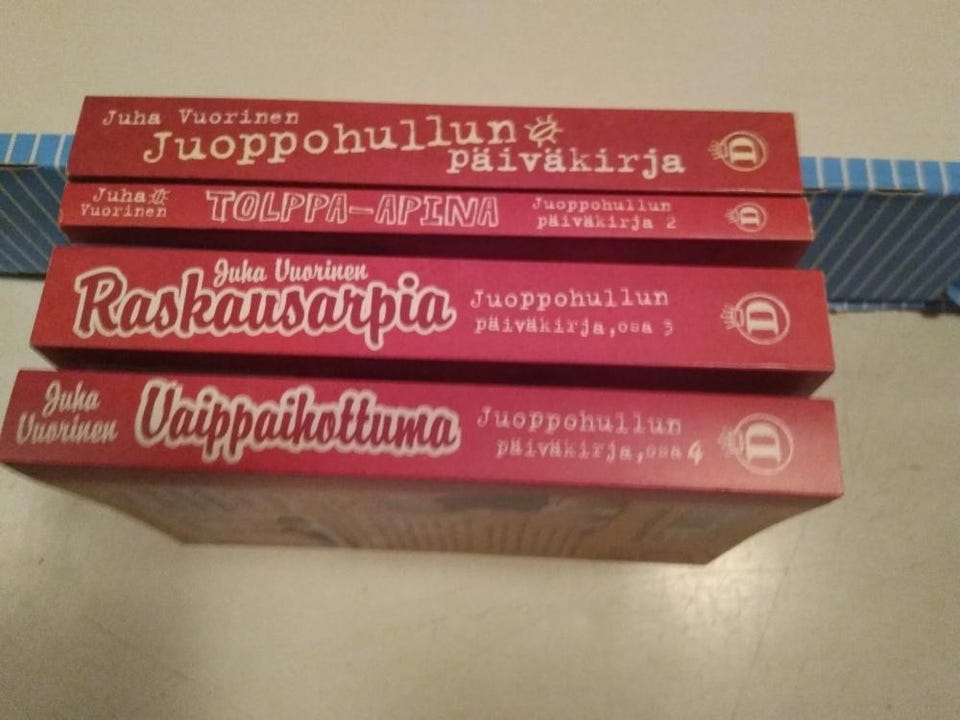 Juha Vuorinen
Juoppohullun
päiväkirja
D
Juha
Vuorinen
TOLPPA-APINA
Juoppohullun
päiväkirja 2
D
Juha Vuorinen
Raskausarpia
Juoppohullun
päiväkirja, osa 3
D
Juha
Vuorinen
Vaippaihottuma
Juoppohullun
päiväkirja, osa 4
D